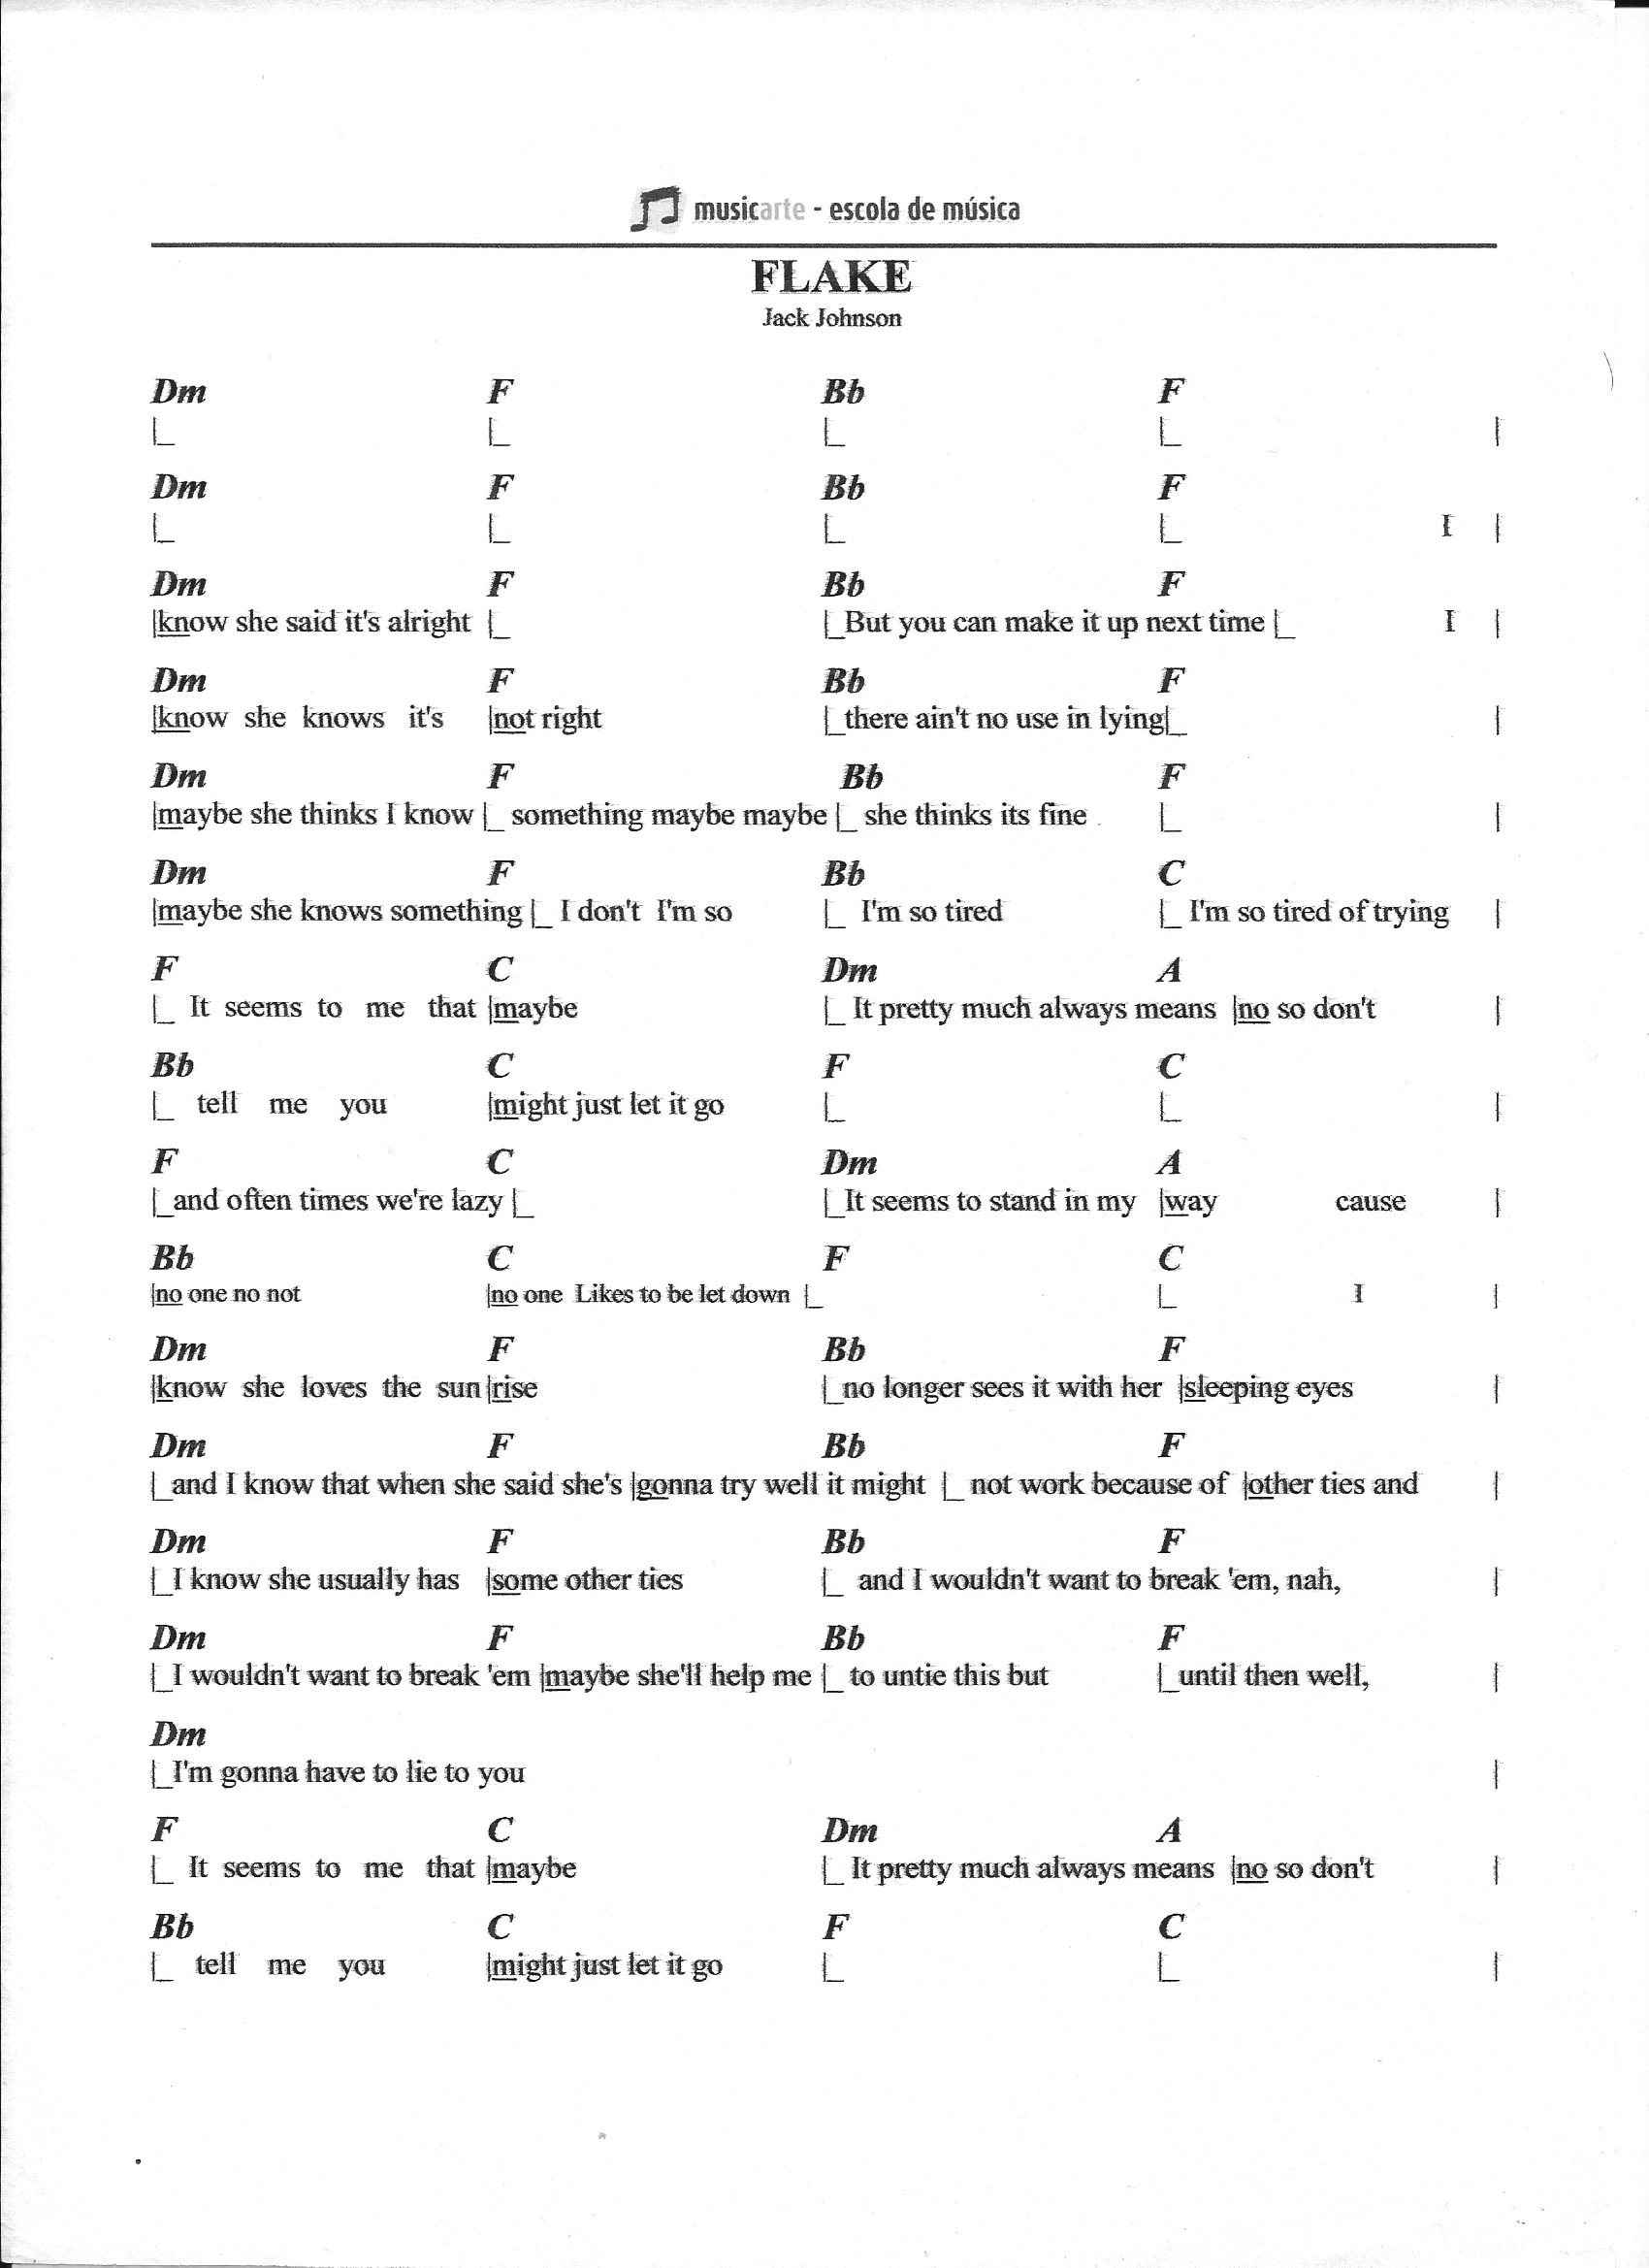 musicarte - escola de música
FLAKE
Jack Johnson
Dm F Bb F
|_ |_ |_ |_ |
Dm F Bb F
|_ |_ |_ |_ I |
Dm F Bb F
|know she said it's alright |_ |_But you can make it up next time |_ I |
Dm F Bb F
|know she knows it's |not right |_there ain't no use in lying|_ |
Dm F Bb F
|maybe she thinks I know |_ something maybe maybe |_ she thinks its fine |_ |
Dm F Bb C
|maybe she knows something |_ I don't I'm so |_ I'm so tired |_ I'm so tired of trying |
F C Dm A
|_ It seems to me that |maybe |_ It pretty much always means |no so don't |
Bb C F C
|_ tell me you |might just let it go |_ |_ |
F C Dm A
|_and often times we're lazy |_ |_It seems to stand in my |way cause |
Bb C F C
|no one no not |no one Likes to be let down |_ |_ I |
Dm F Bb F
|know she loves the sun |rise |_no longer sees it with her |sleeping eyes |
Dm F Bb F
|_and I know that when she said she's |gonna try well it might |_ not work because of |other ties and |
Dm F Bb F
|_I know she usually has |some other ties |_ and I wouldn't want to break 'em, nah, |
Dm F Bb F
|_I wouldn't want to break 'em |maybe she'll help me |_ to untie this but |_until then well, |
Dm
|_I'm gonna have to lie to you |
F C Dm A
|_ It seems to me that |maybe |_ It pretty much always means |no so don't |
Bb C F C
|_ tell me you |might just let it go |_ |_ |